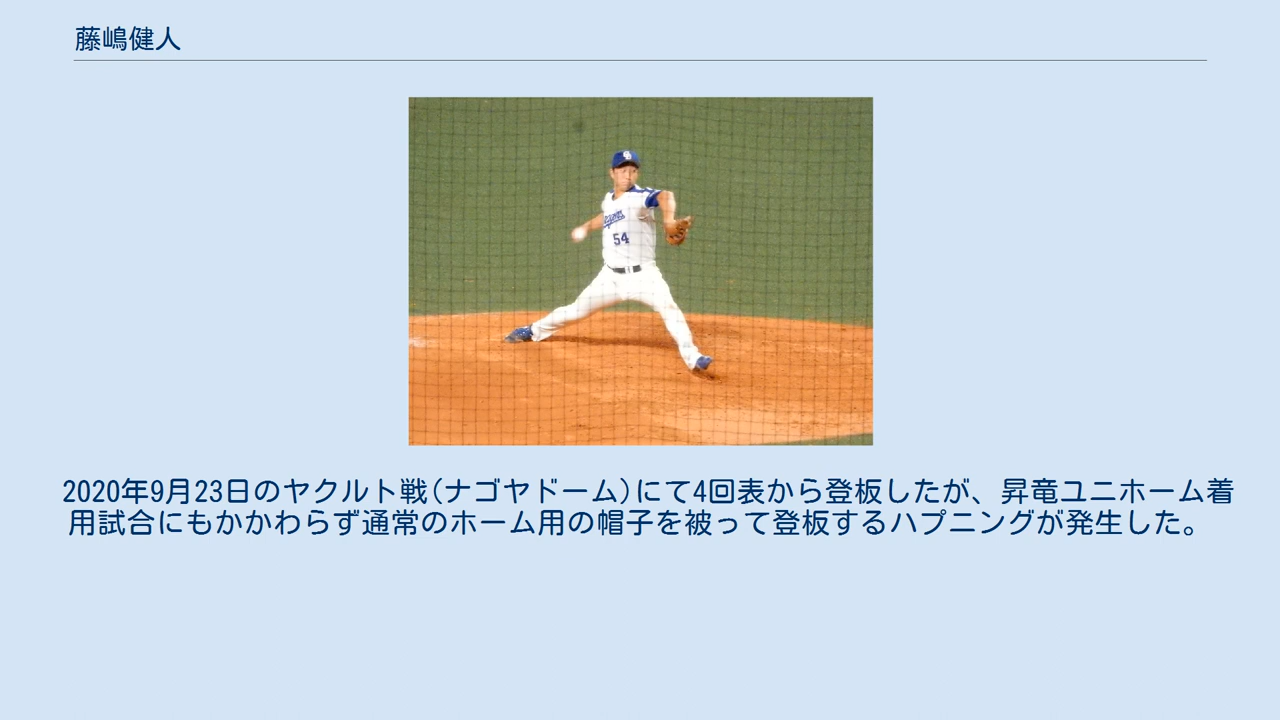 藤嶋健人
54
2020年9月23日のヤクルト戦(ナゴヤドーム)にて4回表から登板したが、昇竜ユニホーム着
用試合にもかかわらず通常のホーム用の帽子を被って登板するハプニングが発生した。